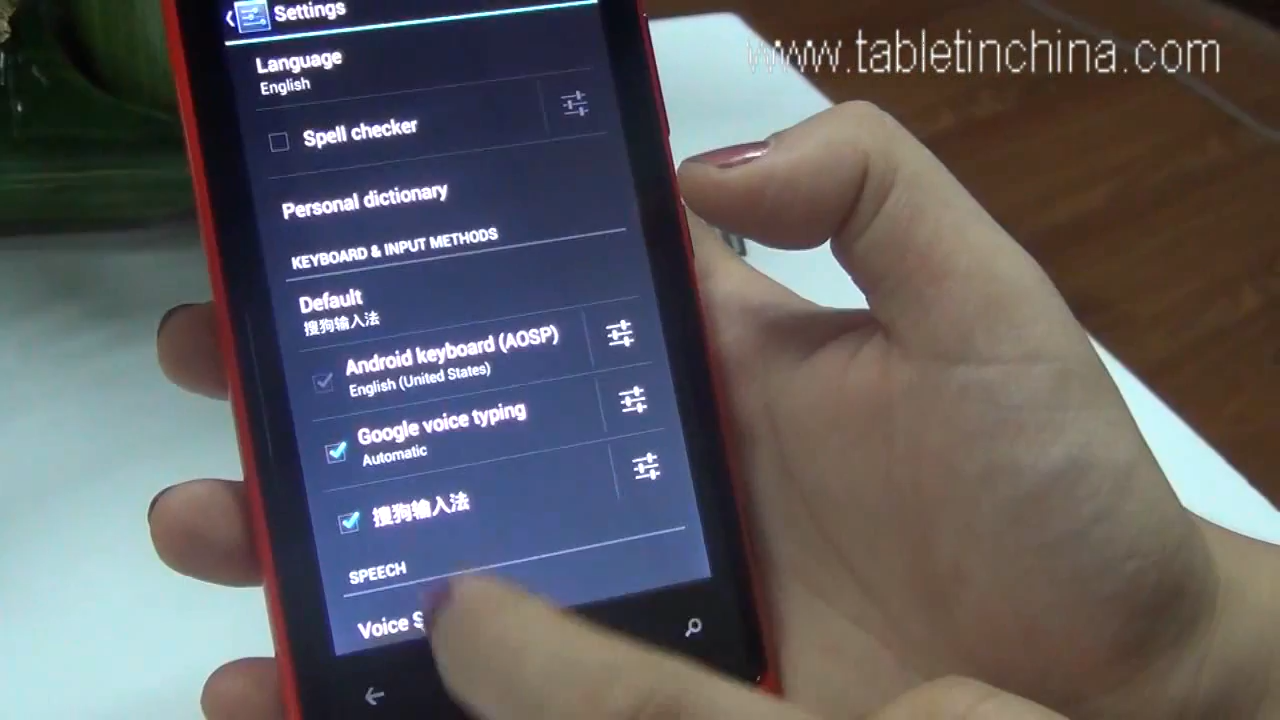 Settings
www.tabletinchina.com
Language
English
Spell checker
Personal dictionary
KEYBOARD & INPUT METHODS
Default
搜狗输入法
Android keyboard (AOSP)
English (United States)
Google voice typing
Automatic
搜狗输入法
SPEECH
Voice